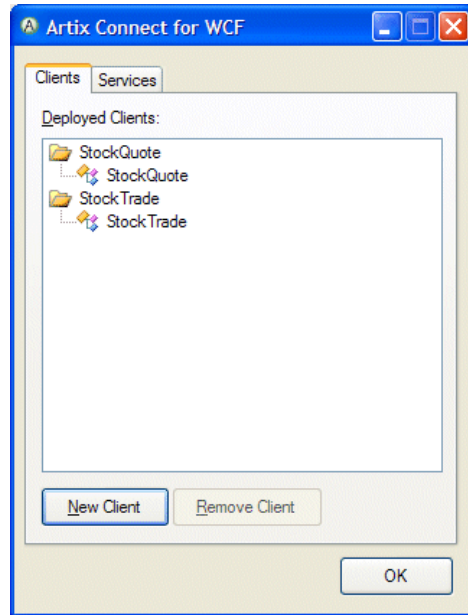 Artix Connect for WCF
Clients Services
Deployed Clients:
StockQuote
StockQuote
StockTrade
StockTrade
New Client Remove Client
OK